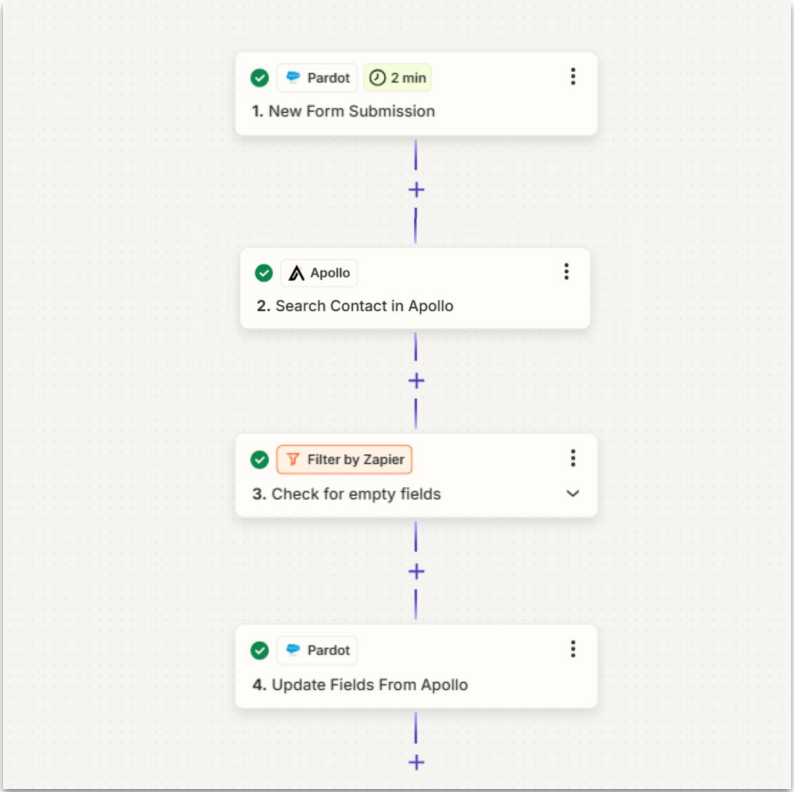 Pardot 2 min
1. New Form Submission
Apollo
2. Search Contact in Apollo
Filter by Zapier
3. Check for empty fields
Pardot
4. Update Fields From Apollo